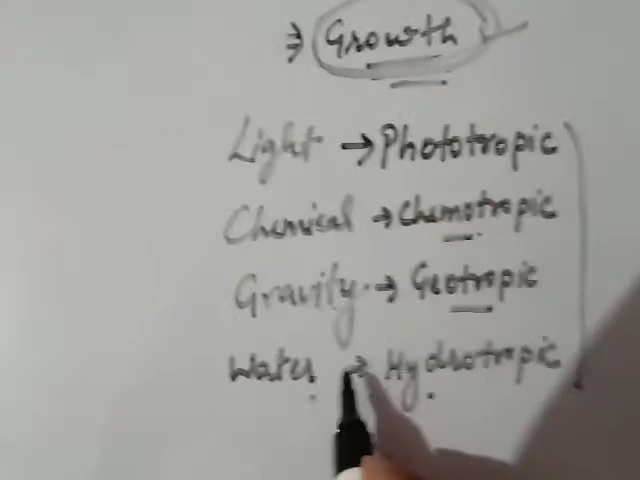 ⇒ Growth
Light → Phototropic
Chemical → Chemotropic
Gravity → Geotropic
Water → Hydrotropic